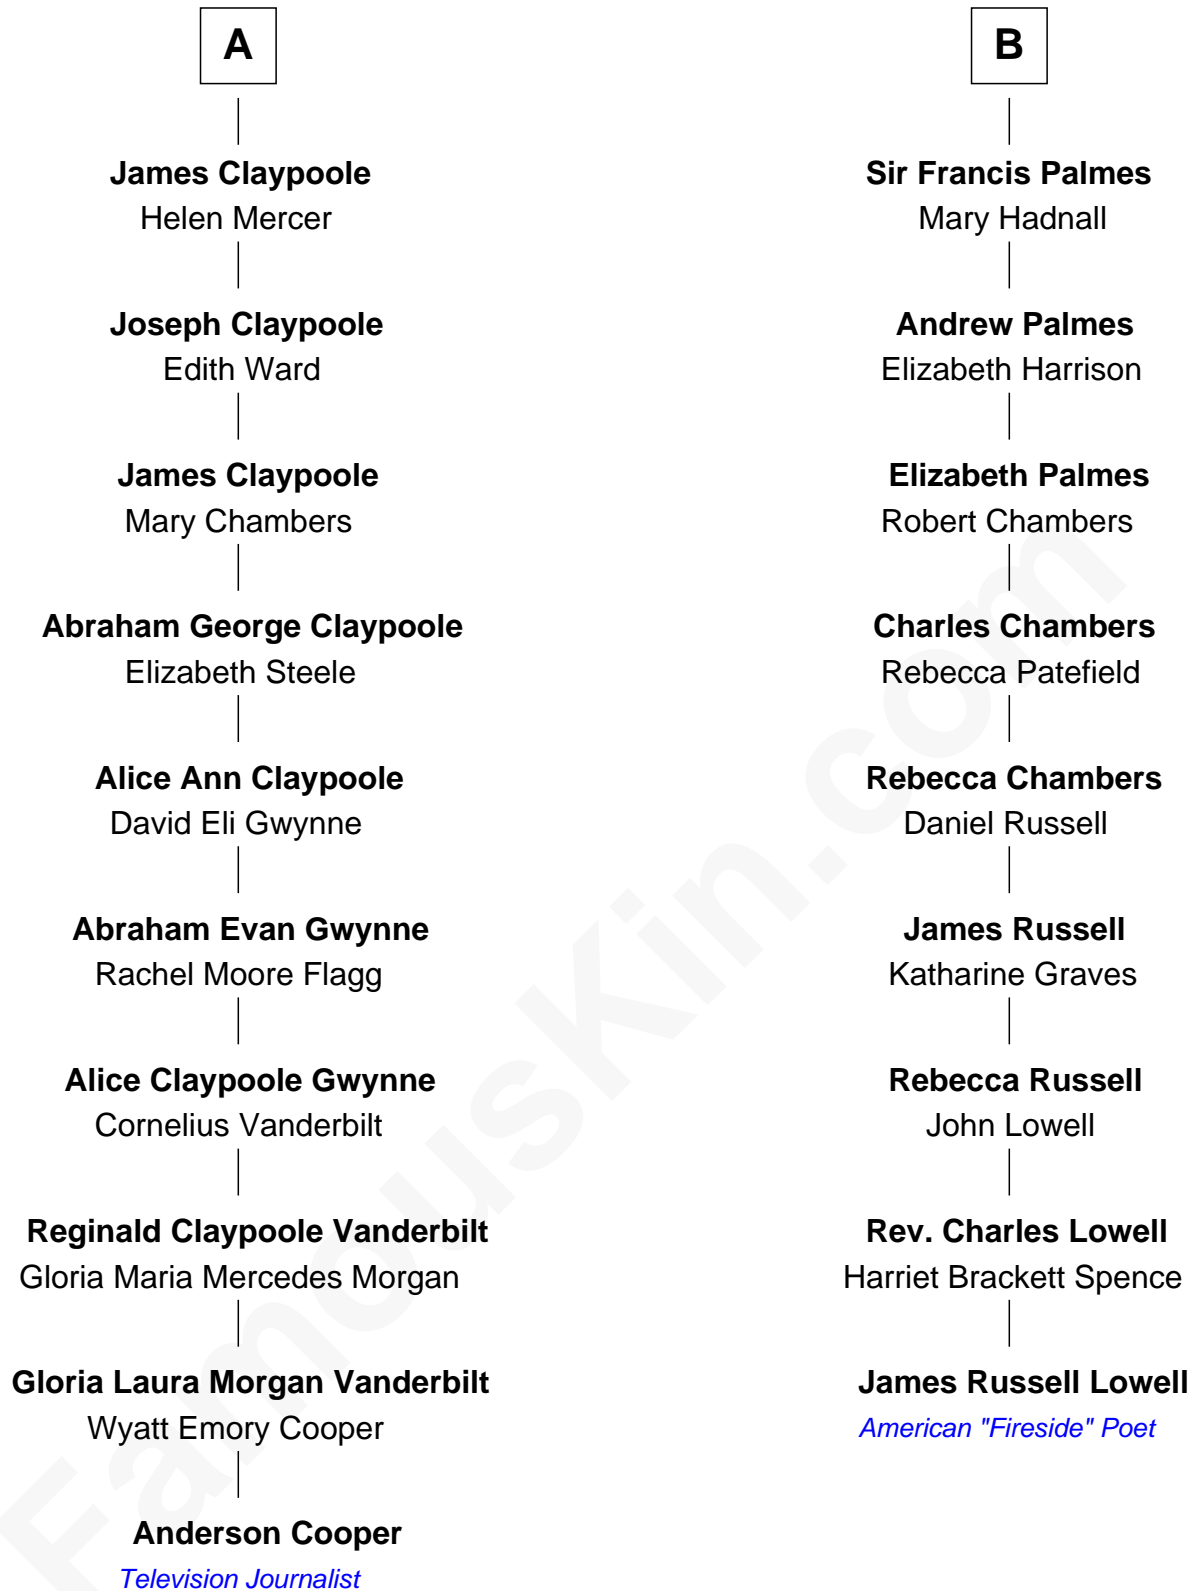 A
James Claypoole
Helen Mercer
Joseph Claypoole
Edith Ward
James Claypoole
Mary Chambers
Abraham George Claypoole
Elizabeth Steele
Alice Ann Claypoole
David Eli Gwynne
Abraham Evan Gwynne
Rachel Moore Flagg
Alice Claypoole Gwynne
Cornelius Vanderbilt
Reginald Claypoole Vanderbilt
Gloria Maria Mercedes Morgan
Gloria Laura Morgan Vanderbilt
Wyatt Emory Cooper
Anderson Cooper
Television Journalist
B
Sir Francis Palmes
Mary Hadnall
Andrew Palmes
Elizabeth Harrison
Elizabeth Palmes
Robert Chambers
Charles Chambers
Rebecca Patefield
Rebecca Chambers
Daniel Russell
James Russell
Katharine Graves
Rebecca Russell
John Lowell
Rev. Charles Lowell
Harriet Brackett Spence
James Russell Lowell
American "Fireside" Poet
FamousKin.com